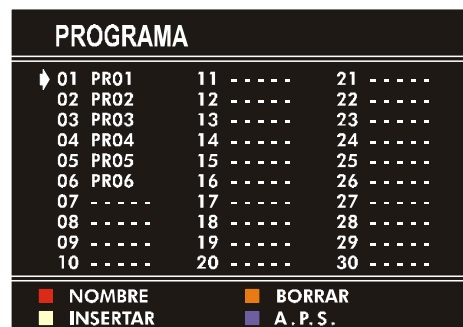 PROGRAMA
01 PR01 11 ----- 21 -----
02 PR02 12 ----- 22 -----
03 PR03 13 ----- 23 -----
04 PR04 14 ----- 24 -----
05 PR05 15 ----- 25 -----
06 PR06 16 ----- 26 -----
07 ----- 17 ----- 27 -----
08 ----- 18 ----- 28 -----
09 ----- 19 ----- 29 -----
10 ----- 20 ----- 30 -----
NOMBRE BORRAR
INSERTAR A.P.S.